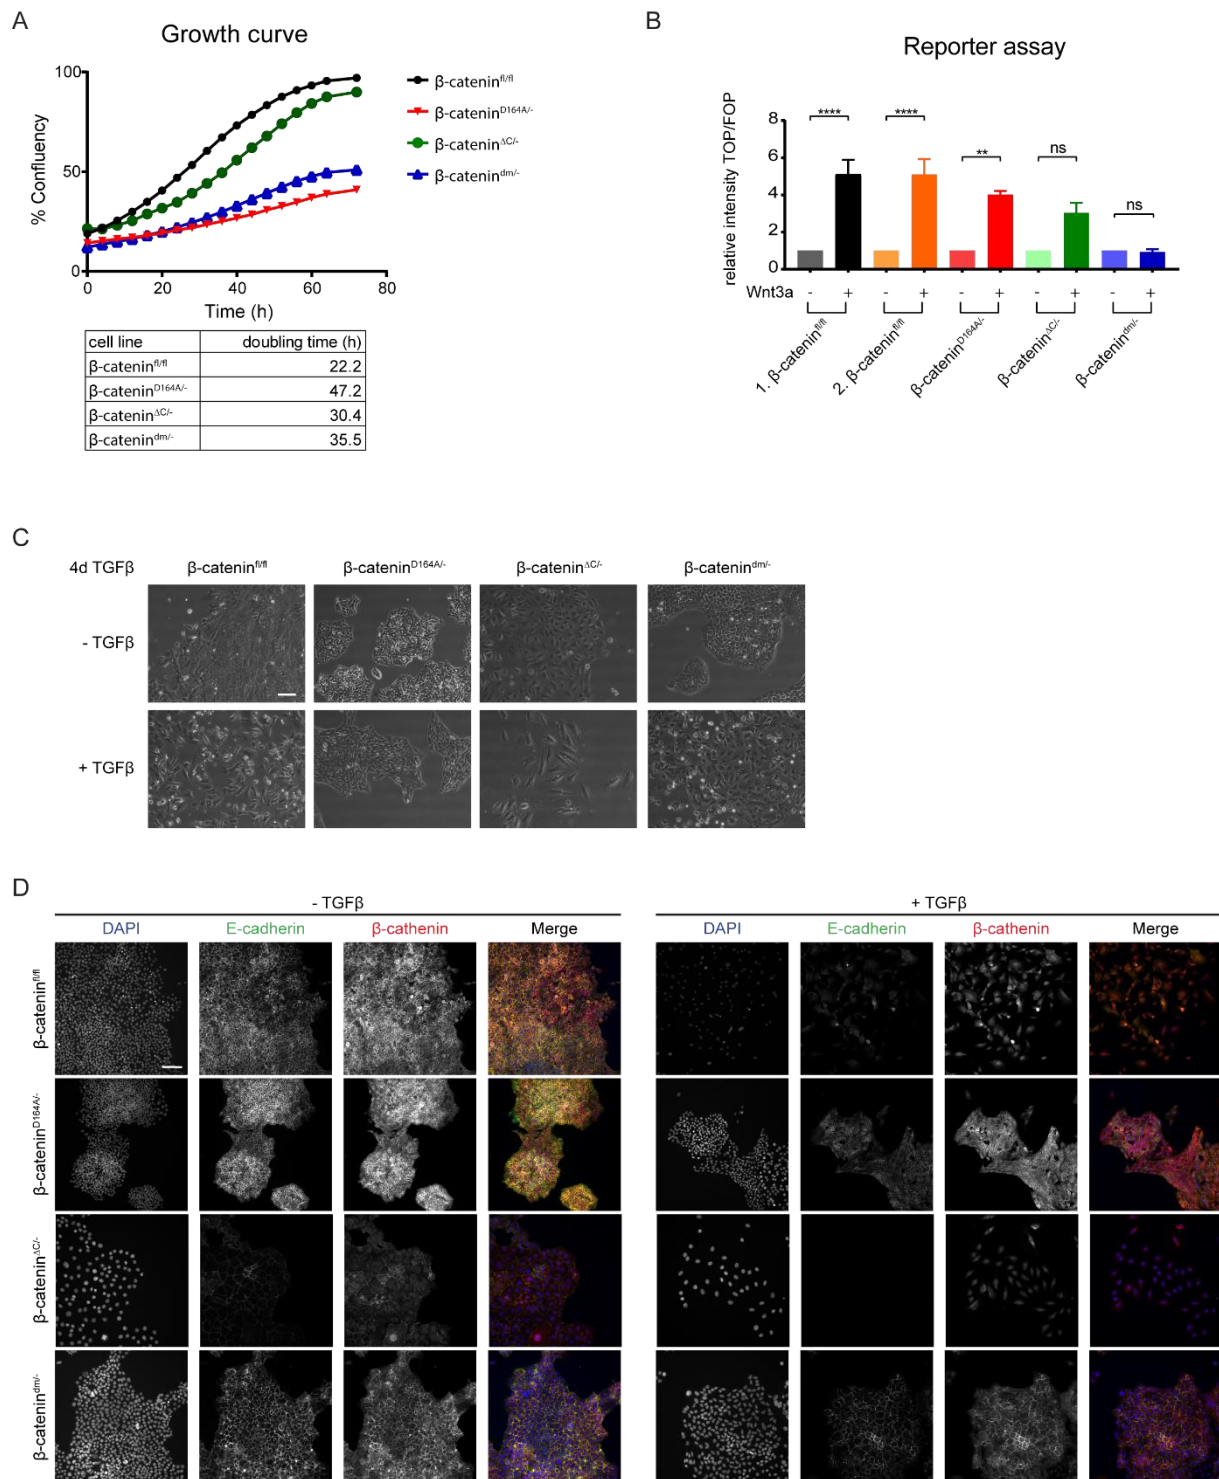 A
Growth curve
100
50
0
% Confluency
0 20 40 60 80
Time (h)
β-catenin^fl/fl
β-catenin^D164A/-
β-catenin^ΔC/-
β-catenin^dm/-
cell line doubling time (h)
β-catenin^fl/fl 22.2
β-catenin^D164A/- 47.2
β-catenin^ΔC/- 30.4
β-catenin^dm/- 35.5
B
Reporter assay
relative intensity TOP/FOP
8
6
4
2
0
**** **** ** ns ns
Wnt3a - + - + - + - + - +
1. β-catenin^fl/fl
2. β-catenin^fl/fl
β-catenin^D164A/-
β-catenin^ΔC/-
β-catenin^dm/-
C
4d TGFβ β-catenin^fl/fl β-catenin^D164A/- β-catenin^ΔC/- β-catenin^dm/-
- TGFβ
+ TGFβ
D
- TGFβ + TGFβ
DAPI E-cadherin β-cathenin Merge DAPI E-cadherin β-cathenin Merge
β-catenin^fl/fl
β-catenin^D164A/-
β-catenin^ΔC/-
β-catenin^dm/-